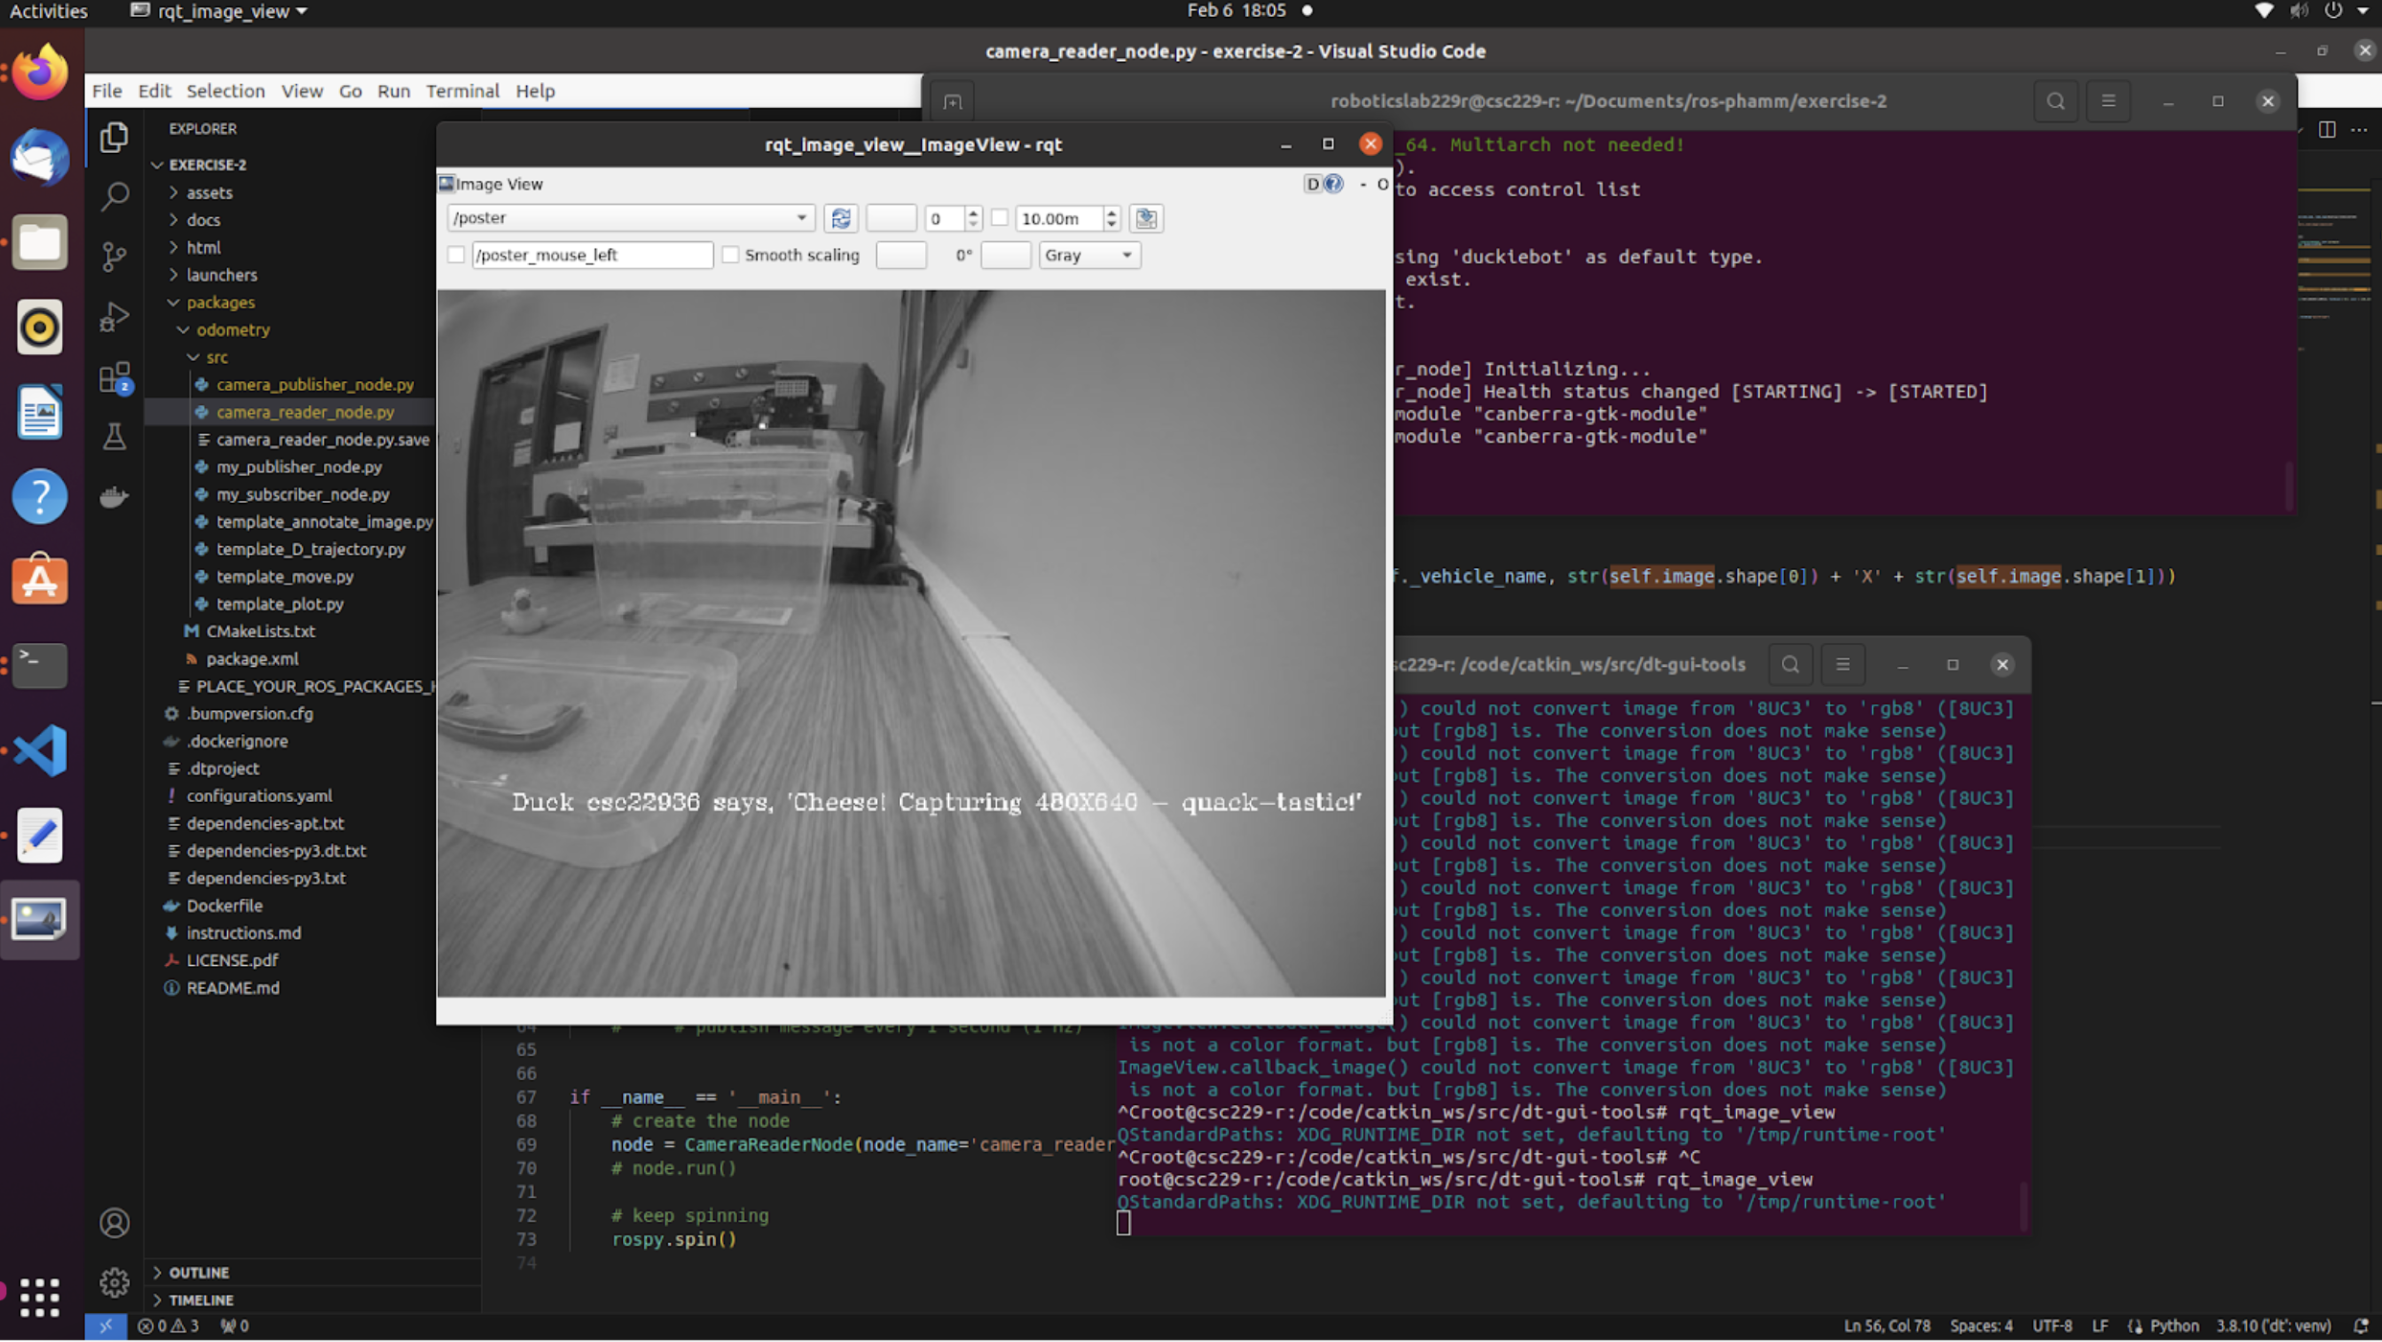 Activities
rqt_image_view
Feb 6 18:05
camera_reader_node.py - exercise-2 - Visual Studio Code
File Edit Selection View Go Run Terminal Help
roboticslab229r@csc229-r: ~/Documents/ros-phamm/exercise-2
EXPLORER
EXERCISE-2
assets
docs
html
launchers
packages
odometry
src
camera_publisher_node.py
camera_reader_node.py
camera_reader_node.py.save
my_publisher_node.py
my_subscriber_node.py
template_annotate_image.py
template_D_trajectory.py
template_move.py
template_plot.py
CMakeLists.txt
package.xml
PLACE_YOUR_ROS_PACKAGES_
.bumpversion.cfg
.dockerignore
.dtproject
configurations.yaml
dependencies-apt.txt
dependencies-py3.dt.txt
dependencies-py3.txt
Dockerfile
instructions.md
LICENSE.pdf
README.md
OUTLINE
TIMELINE
2
rqt_image_view__ImageView - rqt
Image View
D - O
/poster
0
10.00m
/poster_mouse_left
Smooth scaling
0°
Gray
Duck csc22936 says, 'Cheese! Capturing 480X640 - quack-tastic!'
_64. Multiarch not needed!
).
to access control list
sing 'duckiebot' as default type.
exist.
t.
r_node] Initializing...
r_node] Health status changed [STARTING] -> [STARTED]
module "canberra-gtk-module"
module "canberra-gtk-module"
f._vehicle_name, str(self.image.shape[0]) + 'X' + str(self.image.shape[1]))
sc229-r: /code/catkin_ws/src/dt-gui-tools
) could not convert image from '8UC3' to 'rgb8' ([8UC3]
but [rgb8] is. The conversion does not make sense)
) could not convert image from '8UC3' to 'rgb8' ([8UC3]
but [rgb8] is. The conversion does not make sense)
) could not convert image from '8UC3' to 'rgb8' ([8UC3]
but [rgb8] is. The conversion does not make sense)
) could not convert image from '8UC3' to 'rgb8' ([8UC3]
but [rgb8] is. The conversion does not make sense)
) could not convert image from '8UC3' to 'rgb8' ([8UC3]
but [rgb8] is. The conversion does not make sense)
) could not convert image from '8UC3' to 'rgb8' ([8UC3]
but [rgb8] is. The conversion does not make sense)
) could not convert image from '8UC3' to 'rgb8' ([8UC3]
but [rgb8] is. The conversion does not make sense)
ImageView.callback_image() could not convert image from '8UC3' to 'rgb8' ([8UC3]
is not a color format. but [rgb8] is. The conversion does not make sense)
ImageView.callback_image() could not convert image from '8UC3' to 'rgb8' ([8UC3]
is not a color format. but [rgb8] is. The conversion does not make sense)
^Croot@csc229-r:/code/catkin_ws/src/dt-gui-tools# rqt_image_view
QStandardPaths: XDG_RUNTIME_DIR not set, defaulting to '/tmp/runtime-root'
^Croot@csc229-r:/code/catkin_ws/src/dt-gui-tools# ^C
root@csc229-r:/code/catkin_ws/src/dt-gui-tools# rqt_image_view
QStandardPaths: XDG_RUNTIME_DIR not set, defaulting to '/tmp/runtime-root'
64 # # publish message every 1 second (1 Hz)
65
66
67 if __name__ == '__main__':
68 # create the node
69 node = CameraReaderNode(node_name='camera_reader
70 # node.run()
71
72 # keep spinning
73 rospy.spin()
74
0 3 0
Ln 56, Col 78 Spaces: 4 UTF-8 LF Python 3.8.10 ('dt': venv)